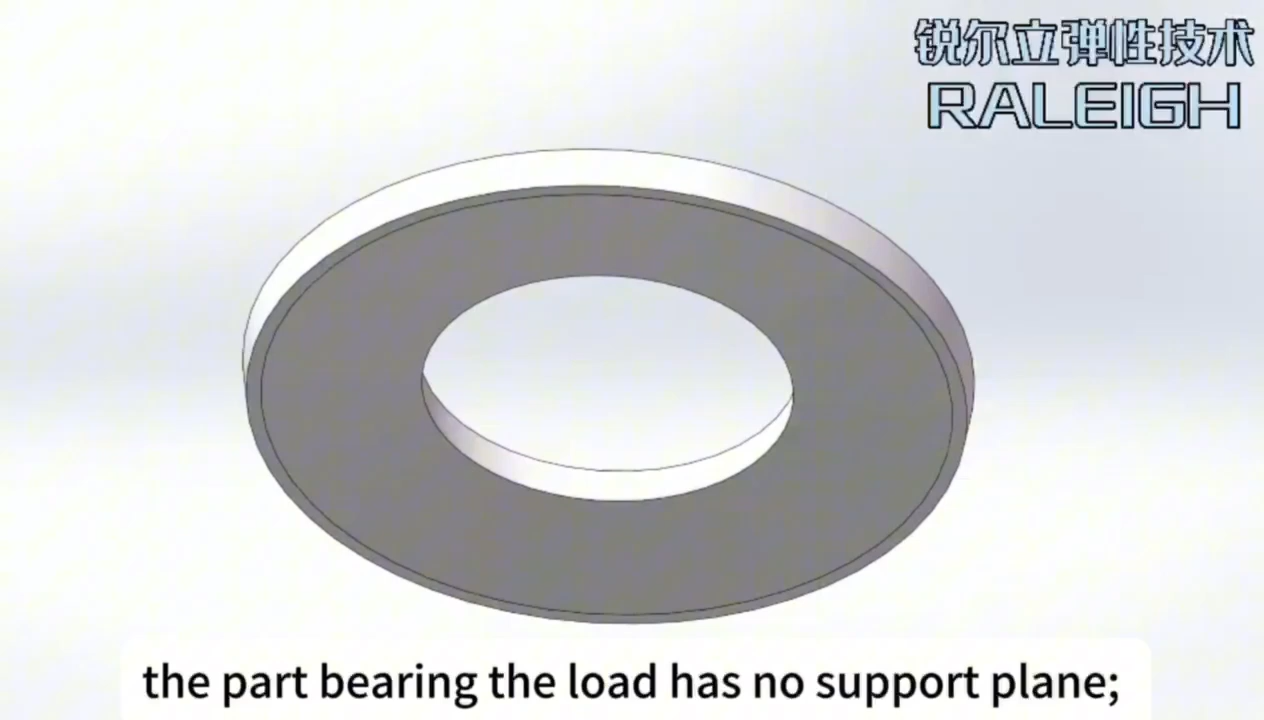 锐尔立弹性技术
RALEIGH
the part bearing the load has no support plane;